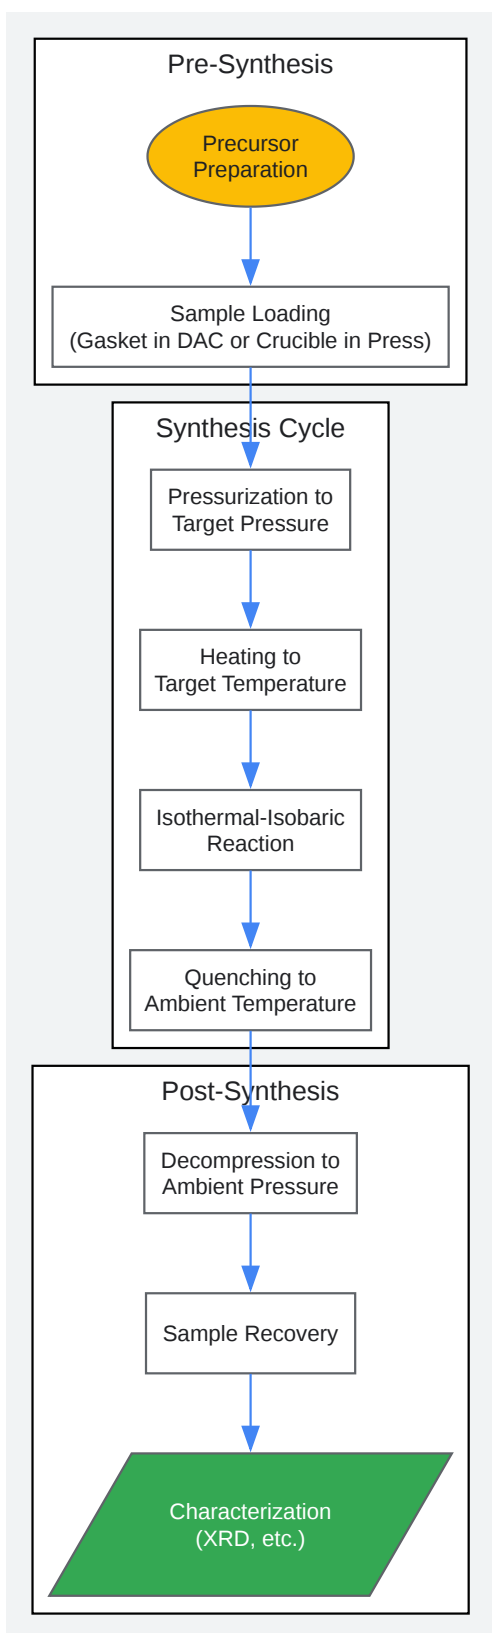 Pre-Synthesis
Precursor
Preparation
Sample Loading
(Gasket in DAC or Crucible in Press)
Synthesis Cycle
Pressurization to
Target Pressure
Heating to
Target Temperature
Isothermal-Isobaric
Reaction
Quenching to
Ambient Temperature
Post-Synthesis
Decompression to
Ambient Pressure
Sample Recovery
Characterization
(XRD, etc.)